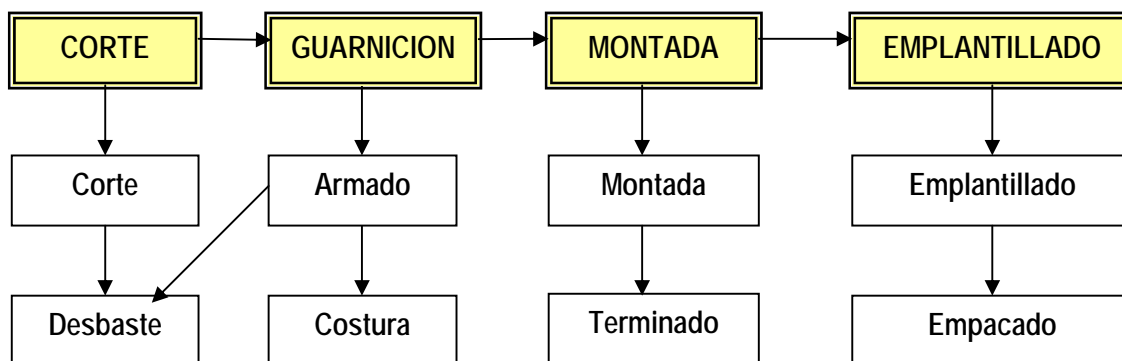 CORTE
GUARNICION
MONTADA
EMPLANTILLADO
Corte
Armado
Montada
Emplantillado
Desbaste
Costura
Terminado
Empacado